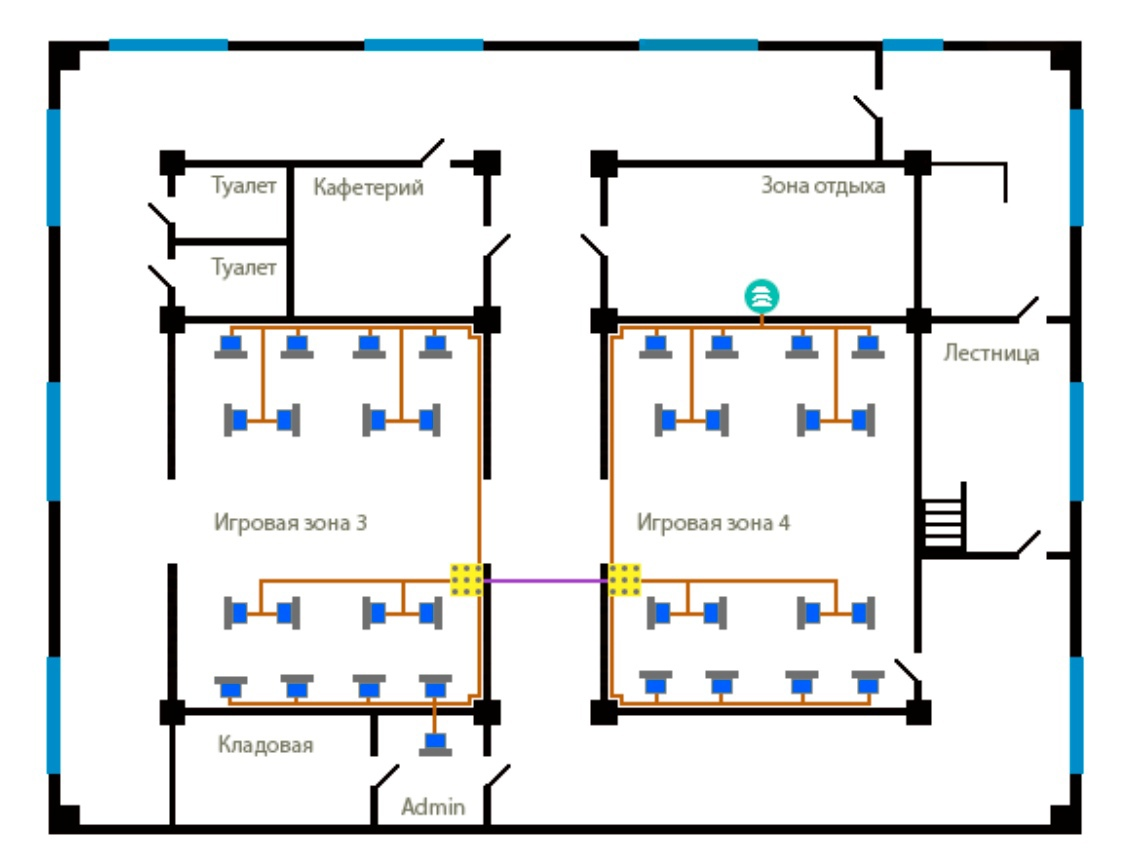 Туалет
Кафетерий
Зона отдыха
Туалет
Лестница
Игровая зона 3
Игровая зона 4
Кладовая
Admin